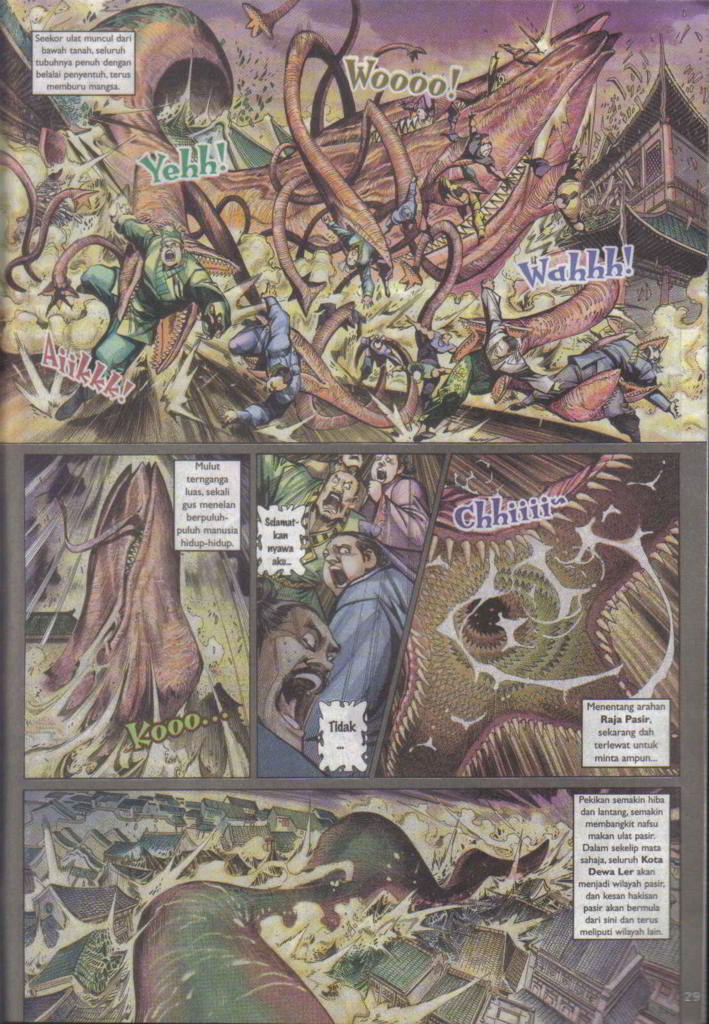 Seekor ulat muncul dari
bawah tanah, seluruh
tubuhnya penuh dengan
belalai penyentuh, terus
memburu mangsa.
Woooo!
Yehh!
Wahhh!
Aiikkk!
Mulut
ternganga
luas, sekali
gus menelan
berpuluh-
puluh manusia
hidup-hidup.
Kooo...
Selamat-
kan
nyawa
aku...
Tidak
...
Chhiiii~
Menentang arahan
Raja Pasir,
sekarang dah
terlewat untuk
minta ampun...
Pekikan semakin hiba
dan lantang, semakin
membangkit nafsu
makan ulat pasir.
Dalam sekelip mata
sahaja, seluruh Kota
Dewa Ler akan
menjadi wilayah pasir,
dan kesan hakisan
pasir akan bermula
dari sini dan terus
meliputi wilayah lain.
29